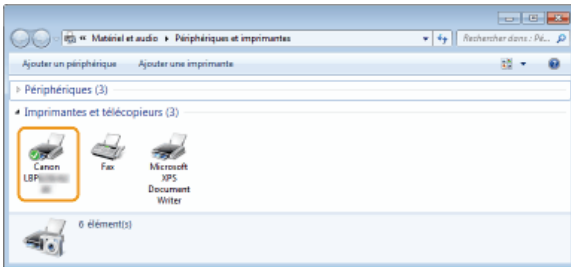 « Matériel et audio ▸ Périphériques et imprimantes
Rechercher dans : Pé...
Ajouter un périphérique Ajouter une imprimante
Périphériques (3)
Imprimantes et télécopieurs (3)
Canon
LBP
Fax
Microsoft
XPS
Document
Writer
6 élément(s)